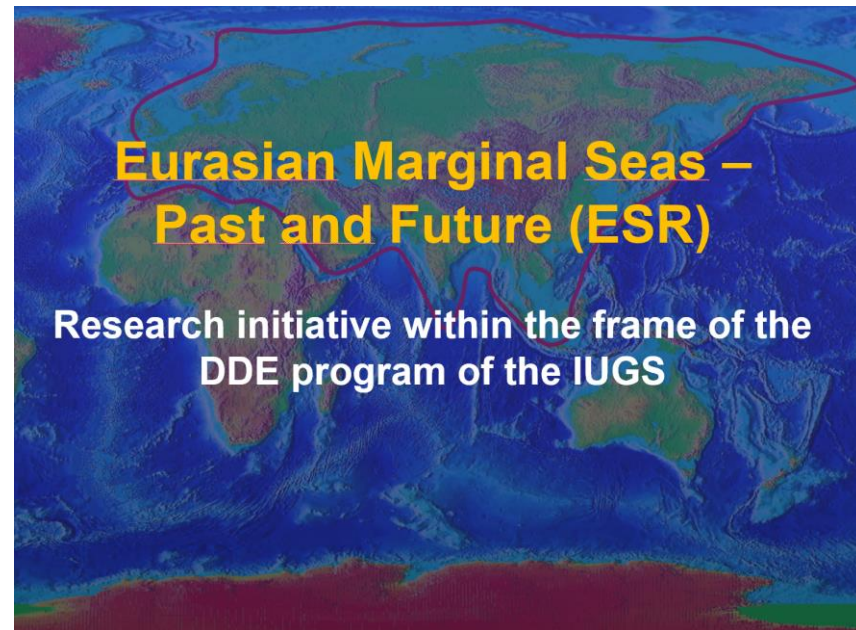 Eurasian Marginal Seas –
Past and Future (ESR)
Research initiative within the frame of the
DDE program of the IUGS